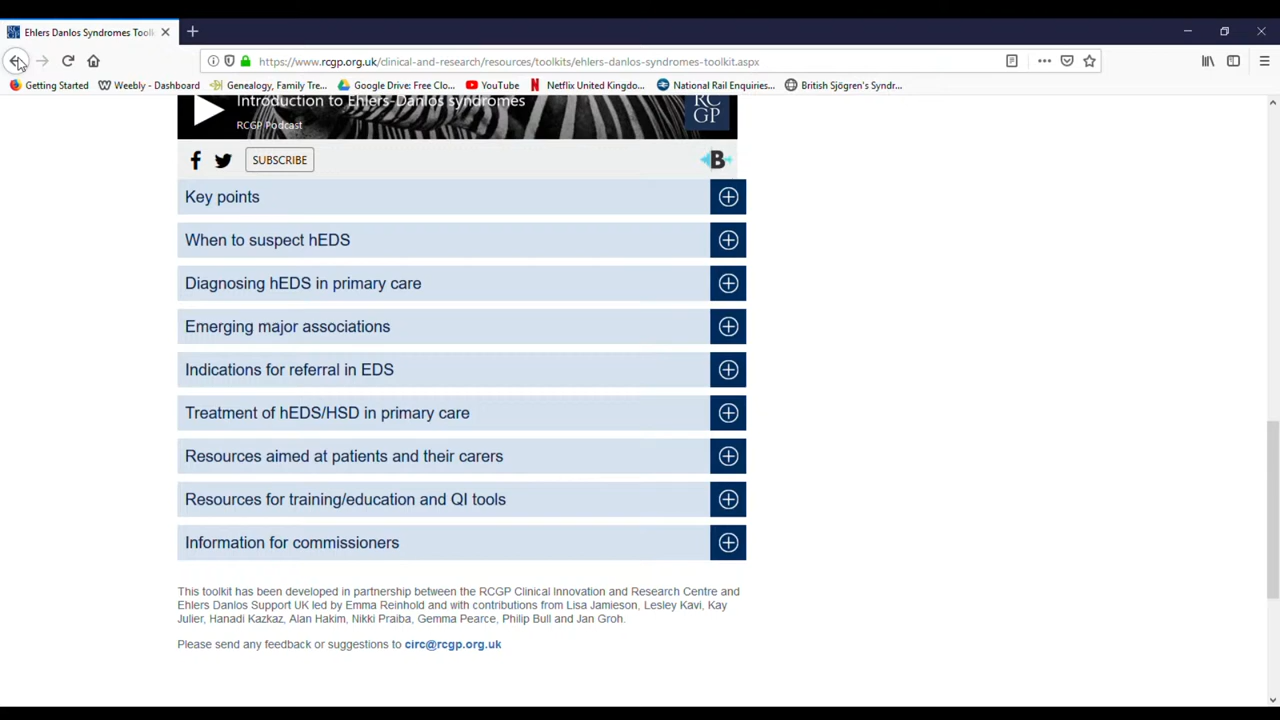 Ehlers Danlos Syndromes Toolk
https://www.rcgp.org.uk/clinical-and-research/resources/toolkits/ehlers-danlos-syndromes-toolkit.aspx
Getting Started Weebly - Dashboard Genealogy, Family Tre... Google Drive: Free Clo... YouTube Netflix United Kingdo... National Rail Enquiries... British Sjögren's Syndr...
Introduction to Ehlers-Danlos syndromes
RCGP Podcast
RC
GP
SUBSCRIBE
B
Key points
When to suspect hEDS
Diagnosing hEDS in primary care
Emerging major associations
Indications for referral in EDS
Treatment of hEDS/HSD in primary care
Resources aimed at patients and their carers
Resources for training/education and QI tools
Information for commissioners
This toolkit has been developed in partnership between the RCGP Clinical Innovation and Research Centre and
Ehlers Danlos Support UK led by Emma Reinhold and with contributions from Lisa Jamieson, Lesley Kavi, Kay
Julier, Hanadi Kazkaz, Alan Hakim, Nikki Praiba, Gemma Pearce, Philip Bull and Jan Groh.
Please send any feedback or suggestions to circ@rcgp.org.uk